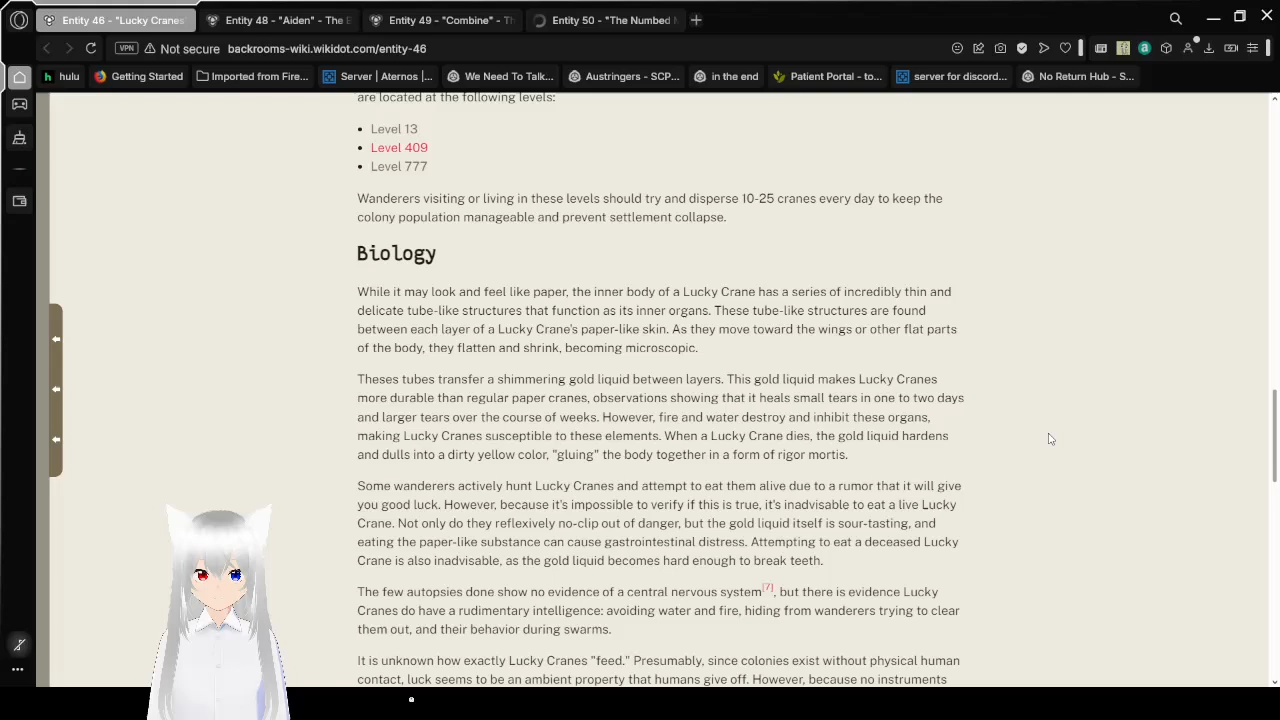 Entity 46 - "Lucky Cranes"
Entity 48 - "Aiden" - The E
Entity 49 - "Combine" - Th
Entity 50 - "The Numbed M
VPN
Not secure
backrooms-wiki.wikidot.com/entity-46
hulu
Getting Started
Imported from Fire...
Server | Aternos |...
We Need To Talk...
Austringers - SCP...
in the end
Patient Portal - to...
server for discord...
No Return Hub - S...
are located at the following levels:
Level 13
Level 409
Level 777
Wanderers visiting or living in these levels should try and disperse 10-25 cranes every day to keep the
colony population manageable and prevent settlement collapse.
Biology
While it may look and feel like paper, the inner body of a Lucky Crane has a series of incredibly thin and
delicate tube-like structures that function as its inner organs. These tube-like structures are found
between each layer of a Lucky Crane's paper-like skin. As they move toward the wings or other flat parts
of the body, they flatten and shrink, becoming microscopic.
Theses tubes transfer a shimmering gold liquid between layers. This gold liquid makes Lucky Cranes
more durable than regular paper cranes, observations showing that it heals small tears in one to two days
and larger tears over the course of weeks. However, fire and water destroy and inhibit these organs,
making Lucky Cranes susceptible to these elements. When a Lucky Crane dies, the gold liquid hardens
and dulls into a dirty yellow color, "gluing" the body together in a form of rigor mortis.
Some wanderers actively hunt Lucky Cranes and attempt to eat them alive due to a rumor that it will give
you good luck. However, because it's impossible to verify if this is true, it's inadvisable to eat a live Lucky
Crane. Not only do they reflexively no-clip out of danger, but the gold liquid itself is sour-tasting, and
eating the paper-like substance can cause gastrointestinal distress. Attempting to eat a deceased Lucky
Crane is also inadvisable, as the gold liquid becomes hard enough to break teeth.
The few autopsies done show no evidence of a central nervous system[7], but there is evidence Lucky
Cranes do have a rudimentary intelligence: avoiding water and fire, hiding from wanderers trying to clear
them out, and their behavior during swarms.
It is unknown how exactly Lucky Cranes "feed." Presumably, since colonies exist without physical human
contact, luck seems to be an ambient property that humans give off. However, because no instruments